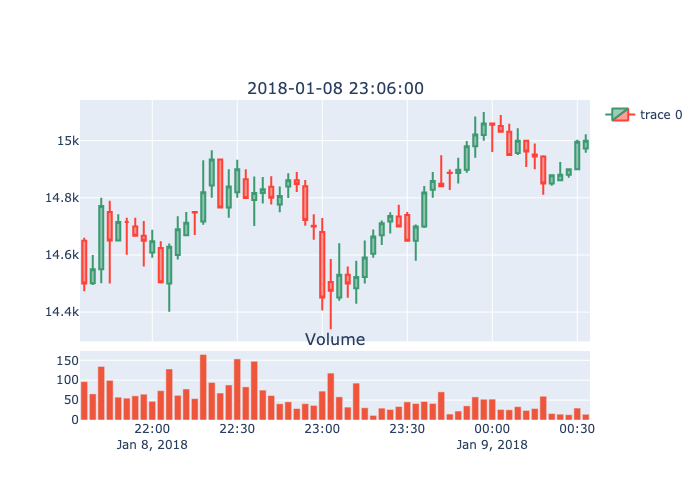 2018-01-08 23:06:00
trace 0
15k
14.8k
14.6k
14.4k
Volume
150
100
50
0
22:00 22:30 23:00 23:30 00:00 00:30
Jan 8, 2018 Jan 9, 2018